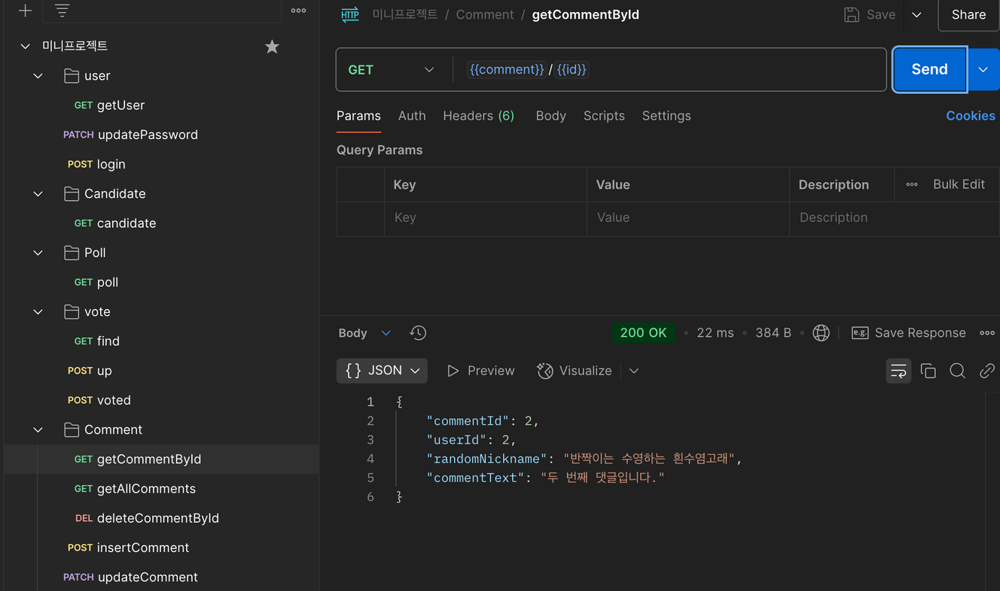 미니프로젝트 / Comment / getCommentById
Save
Share
미니프로젝트
user
GET getUser
PATCH updatePassword
POST login
Candidate
GET candidate
Poll
GET poll
vote
GET find
POST up
POST voted
Comment
GET getCommentById
GET getAllComments
DEL deleteCommentById
POST insertComment
PATCH updateComment
HTTP
GET
{{comment}} / {{id}}
Send
Params Auth Headers (6) Body Scripts Settings
Cookies
Query Params
Key Value Description Bulk Edit
Key Value Description
Body
200 OK • 22 ms • 384 B •
e.g. Save Response
{} JSON Preview Visualize
1 {
2 "commentId": 2,
3 "userId": 2,
4 "randomNickname": "반짝이는 수영하는 흰수염고래",
5 "commentText": "두 번째 댓글입니다."
6 }